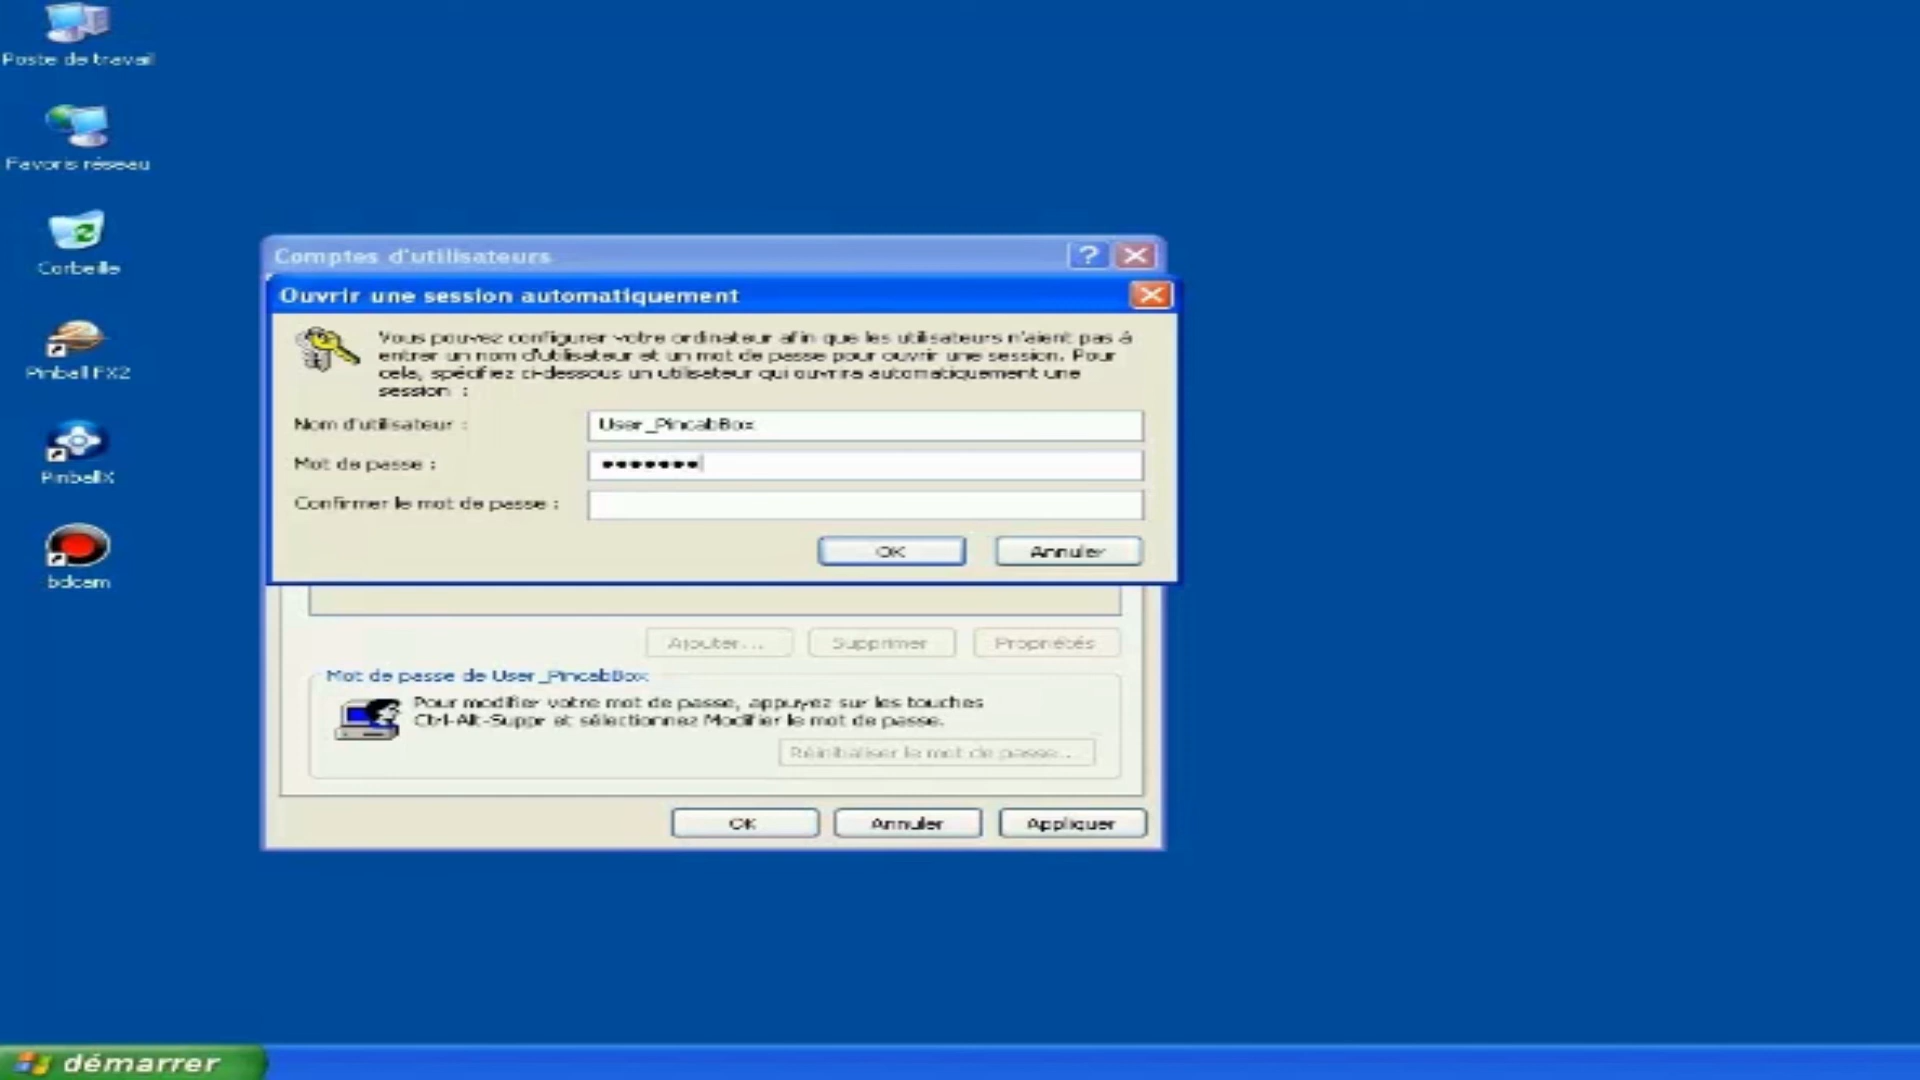 Poste de travail
Favoris réseau
Corbeille
Pinball FX2
PinballX
bdcam
Comptes d'utilisateurs
Ouvrir une session automatiquement
Vous pouvez configurer votre ordinateur afin que les utilisateurs n'aient pas à
entrer un nom d'utilisateur et un mot de passe pour ouvrir une session. Pour
cela, spécifiez ci-dessous un utilisateur qui ouvrira automatiquement une
session :
Nom d'utilisateur :
User_PincabBox
Mot de passe :
•••••••
Confirmer le mot de passe :
OK
Annuler
Ajouter...
Supprimer
Propriétés
Mot de passe de User_PincabBox
Pour modifier votre mot de passe, appuyez sur les touches
Ctrl-Alt-Suppr et sélectionnez Modifier le mot de passe.
Réinitialiser le mot de passe...
OK
Annuler
Appliquer
démarrer